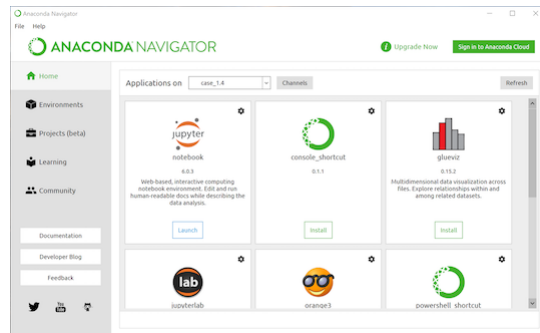 Anaconda Navigator
File Help
ANACONDA NAVIGATOR
i Upgrade Now
Sign in to Anaconda Cloud
Home
Applications on case_1.4 Channels Refresh
Environments
Projects (beta)
Learning
Community
Documentation
Developer Blog
Feedback
You
Tube
jupyter
notebook
6.0.3
Web-based, interactive computing
notebook environment. Edit and run
human-readable docs while describing the
data analysis.
Launch
console_shortcut
0.1.1
Install
glueviz
0.15.2
Multidimensional data visualization across
files. Explore relationships within and
among related datasets.
Install
lab
jupyterlab
orange3
powershell_shortcut